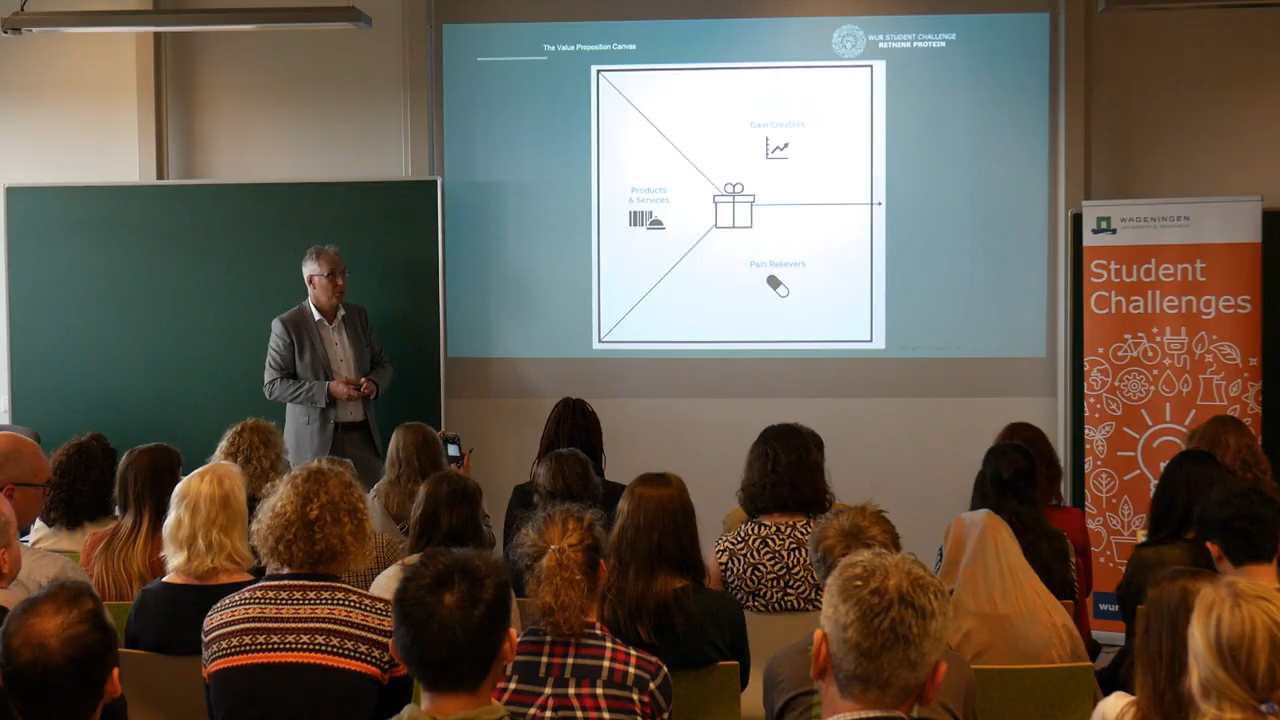 The Value Preposition Canvas
WUR STUDENT CHALLENGE
RETHINK PROTEIN
Gain Creators
Products
& Services
Pain Relievers
WAGENINGEN
UNIVERSITY & RESEARCH
Student
Challenges
wur